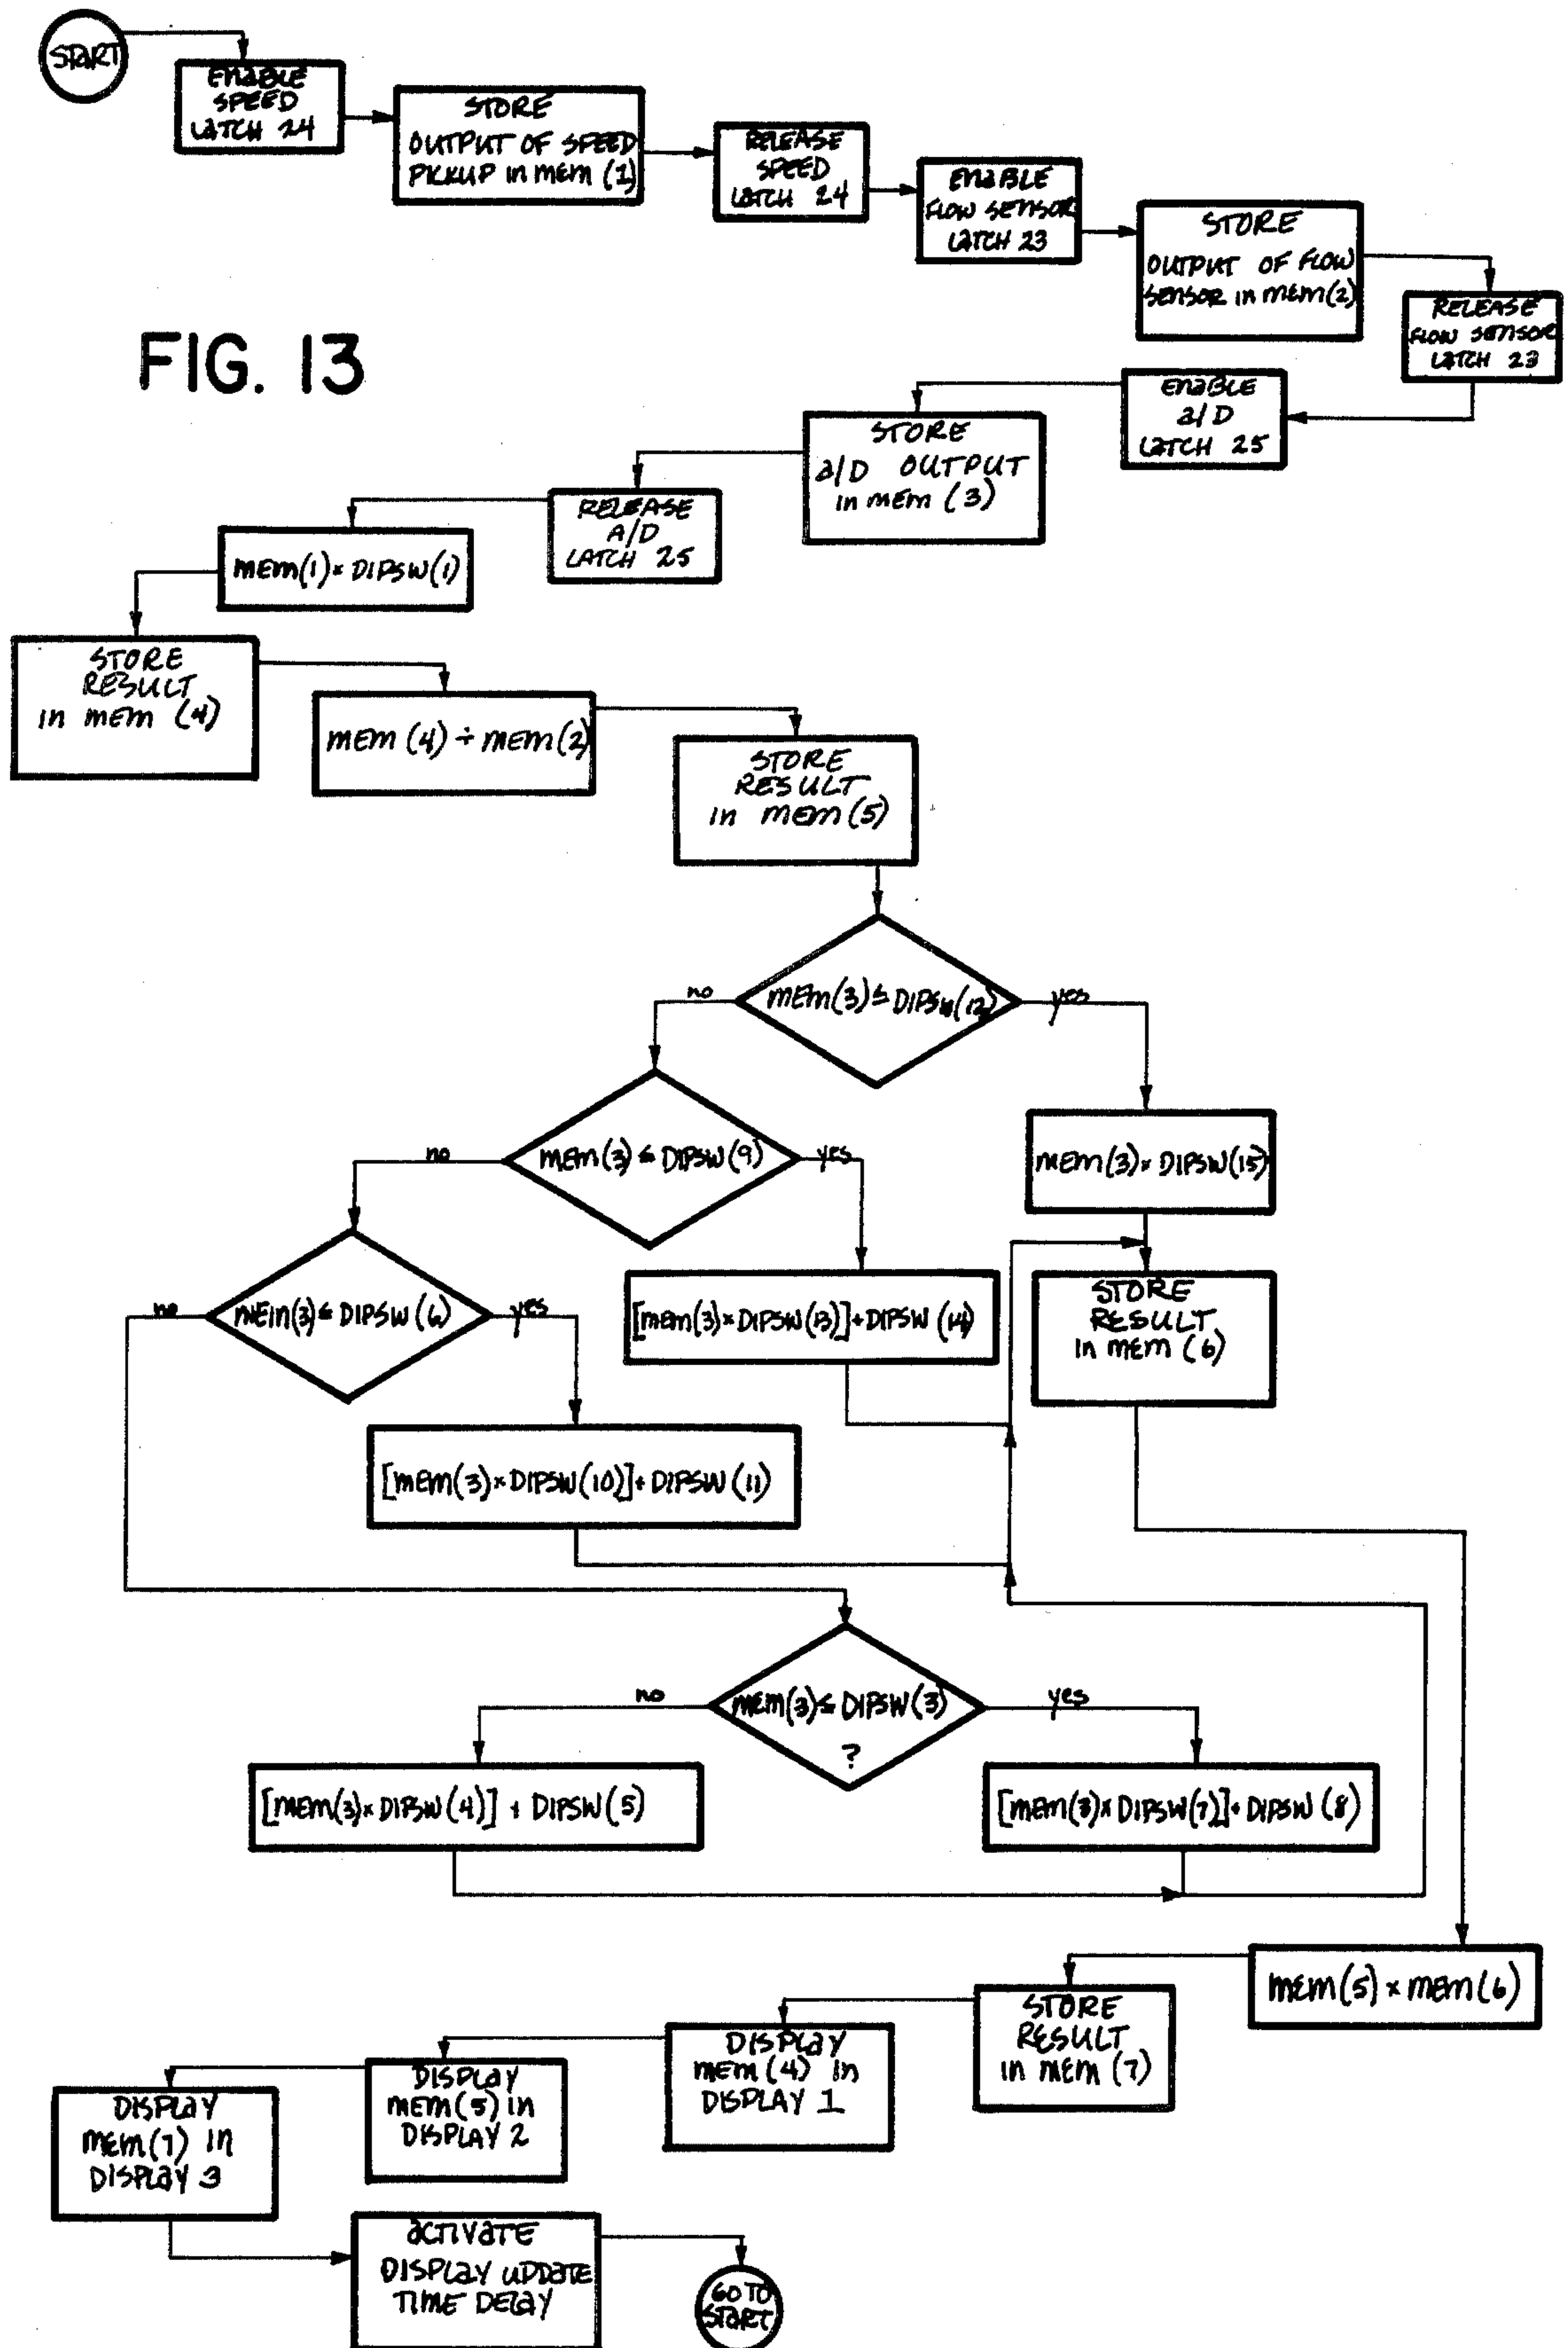 START
ENABLE
SPEED
LATCH 24
STORE
OUTPUT OF SPEED
PICKUP in mEm (1)
RELEASE
SPEED
LATCH 24
ENABLE
FLOW SENSOR
LATCH 23
STORE
OUTPUT OF FLOW
SENSOR in mEm(2)
RELEASE
FLOW SENSOR
LATCH 23
FIG. 13
ENABLE
a/D
LATCH 25
STORE
a/D OUTPUT
in mEm (3)
RELEASE
A/D
LATCH 25
mEm(1)× DIPSW(1)
STORE
RESULT
in mEm (4)
mEm (4) ÷ mEm(2)
STORE
RESULT
in mEm(5)
mEm(3)≤DIPSW(12)
no
yes
mEm(3) ≤ DIPSW(9)
no
yes
mEm(3)× DIPSW(15)
mEm(3)≤ DIPSW(6)
no
yes
[mEm(3)×DIPSW(13)]+DIPSW (14)
STORE
RESULT
in mEm (6)
[mEm(3)×DIPSW(10)]+ DIPSW (11)
mEm(3)≤ DIPSW(3)
?
no
yes
[mEm(3)×DIPSW(4)] + DIPSW(5)
[mEm(3)×DIPSW(7)]+ DIPSW (8)
mEm(5) × mEm(6)
STORE
RESULT
in mEm (7)
DISPLAY
mEm (4) in
DISPLAY 1
DISPLAY
mEm(5) in
DISPLAY 2
DISPLAY
mEm(7) in
DISPLAY 3
activate
DISPLAY UPDATE
TIME DELAY
GO TO
START